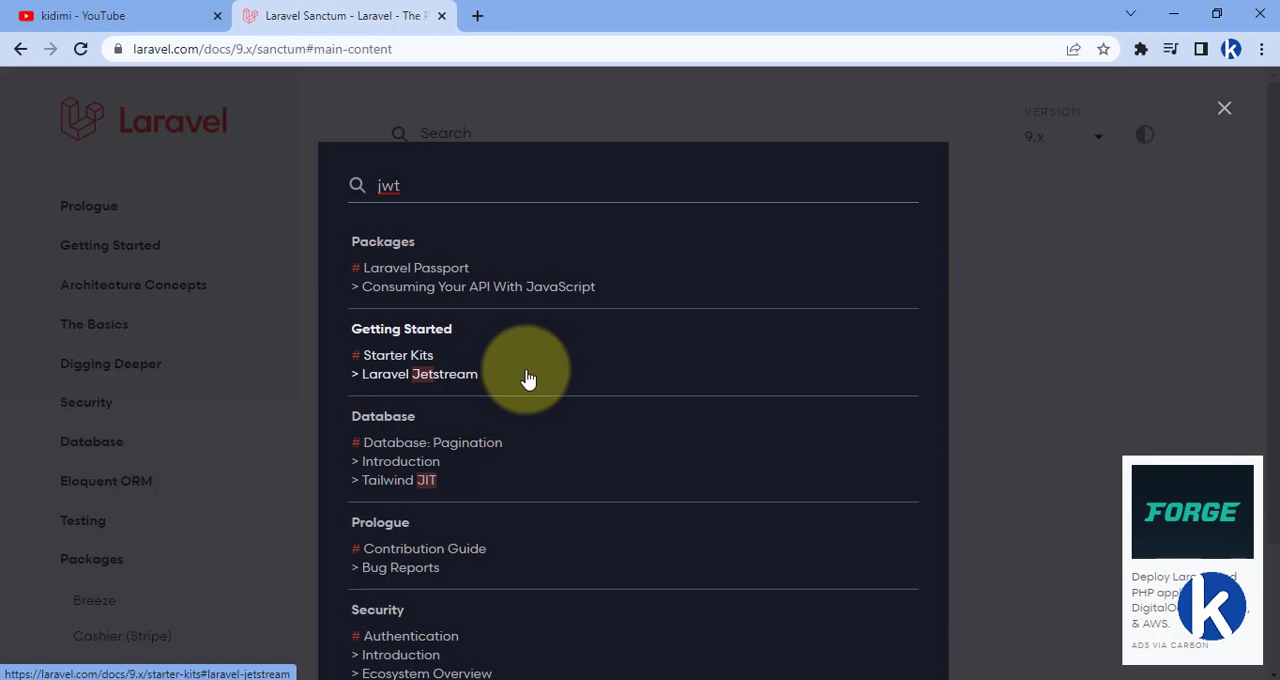 kidimi - YouTube
Laravel Sanctum - Laravel - The P
laravel.com/docs/9.x/sanctum#main-content
Laravel
Search
VERSION
9.x
Prologue
Getting Started
Architecture Concepts
The Basics
Digging Deeper
Security
Database
Eloquent ORM
Testing
Packages
Breeze
Cashier (Stripe)
jwt
Packages
# Laravel Passport
> Consuming Your API With JavaScript
Getting Started
# Starter Kits
> Laravel Jetstream
Database
# Database: Pagination
> Introduction
> Tailwind JIT
Prologue
# Contribution Guide
> Bug Reports
Security
# Authentication
> Introduction
> Ecosystem Overview
FORGE
Deploy
PHP
& AWS.
ADS VIA CARBON
k
https://laravel.com/docs/9.x/starter-kits#laravel-jetstream